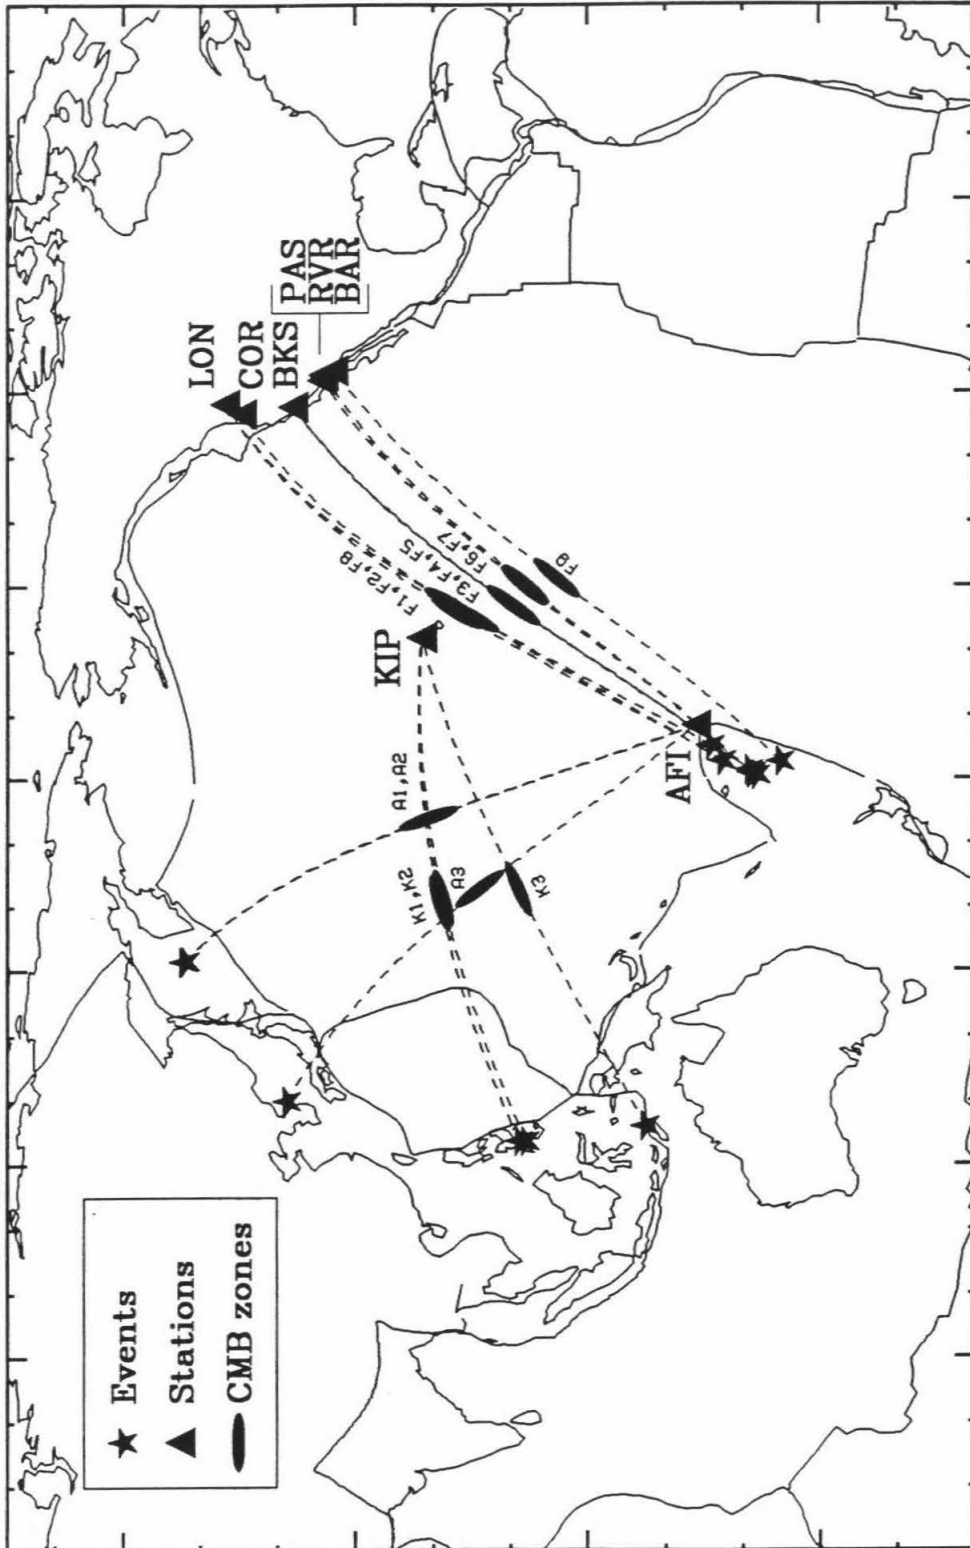 LON
COR
BKS
PAS
RVR
BAR
F1,F2,F8
F3,F4,F5
F6,F7
F9
KIP
AFI
A1,A2
K1,K2
A3
K3
Events
Stations
CMB zones